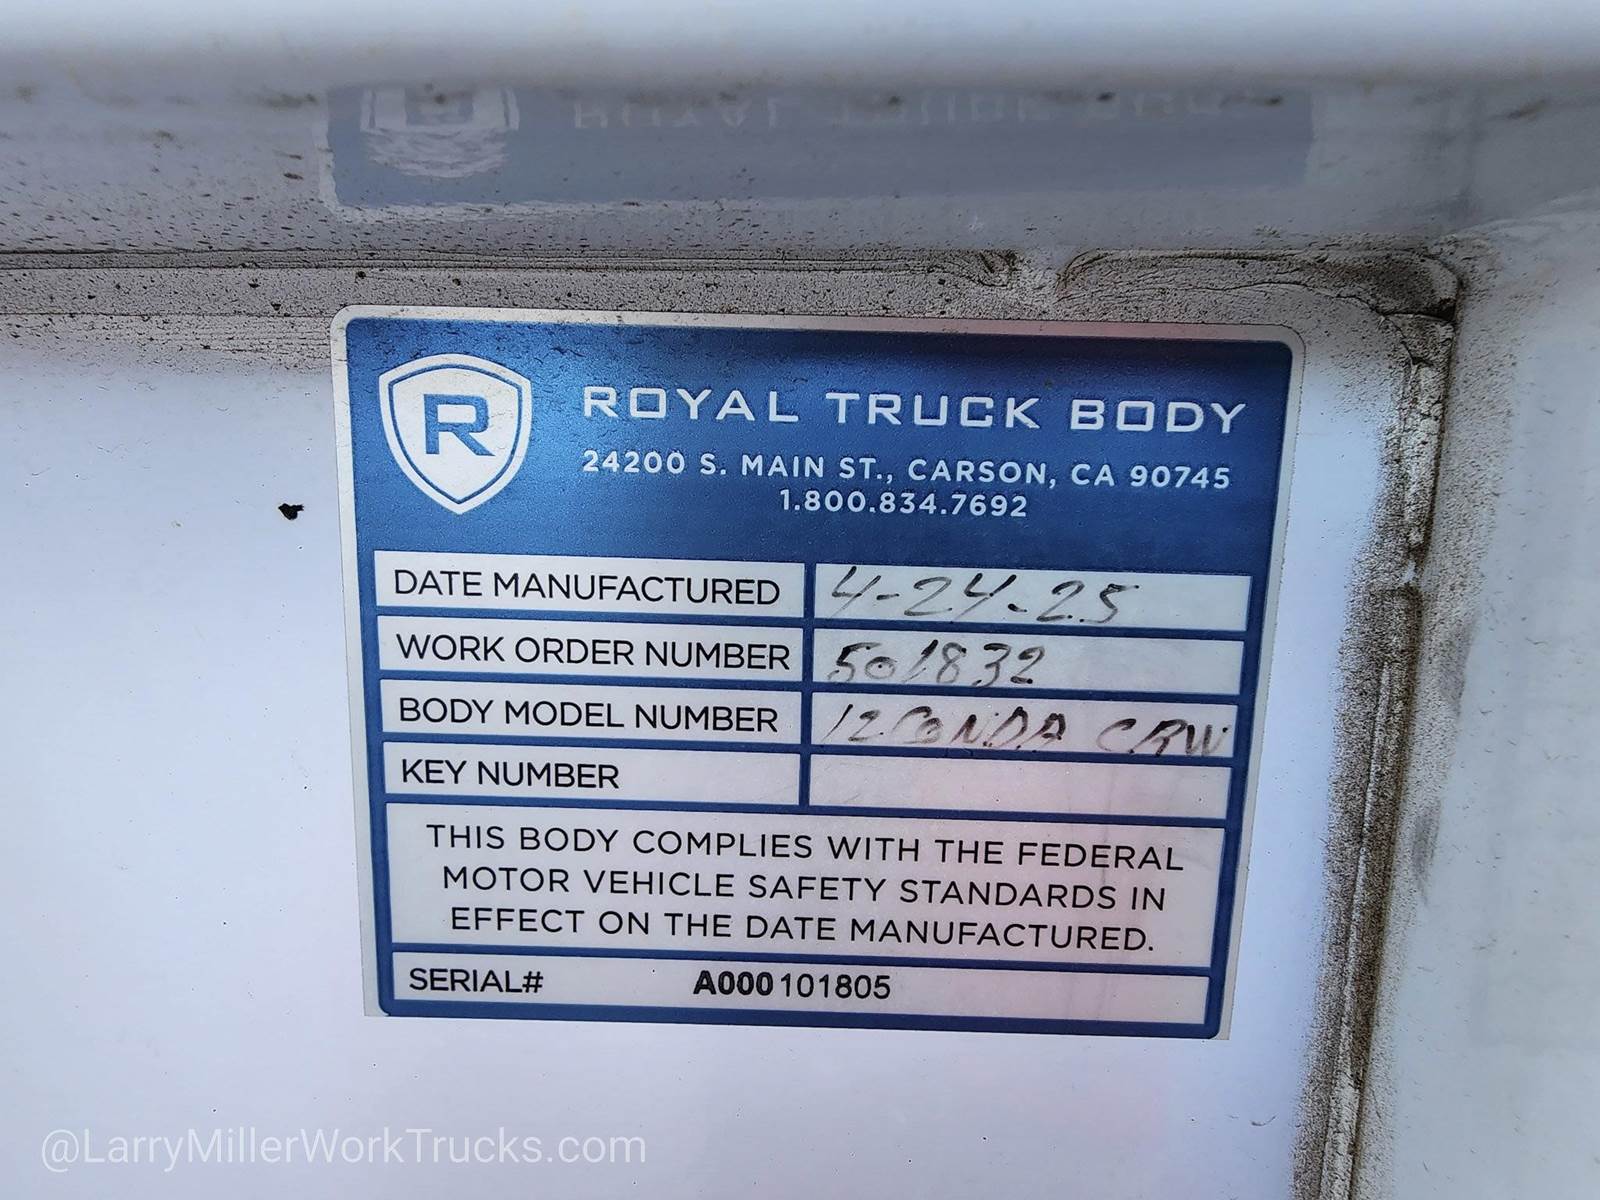 R
ROYAL TRUCK BODY
24200 S. MAIN ST., CARSON, CA 90745
1.800.834.7692
DATE MANUFACTURED 4-24-25
WORK ORDER NUMBER 501832
BODY MODEL NUMBER CRW
KEY NUMBER
THIS BODY COMPLIES WITH THE FEDERAL
MOTOR VEHICLE SAFETY STANDARDS IN
EFFECT ON THE DATE MANUFACTURED.
SERIAL# A000101805
@LarryMillerWorkTrucks.com